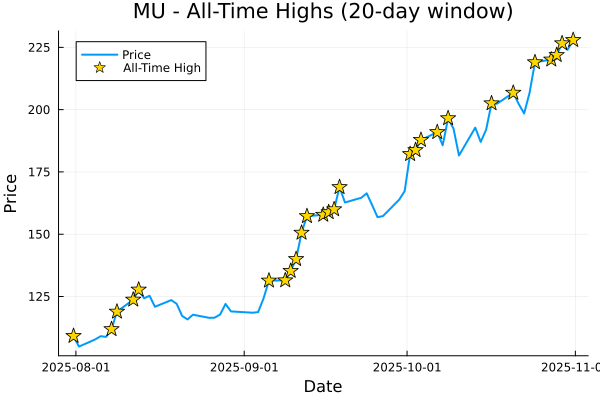 MU - All-Time Highs (20-day window)
Price
All-Time High
225
200
175
150
125
Price
2025-08-01
2025-09-01
2025-10-01
2025-11-0
Date